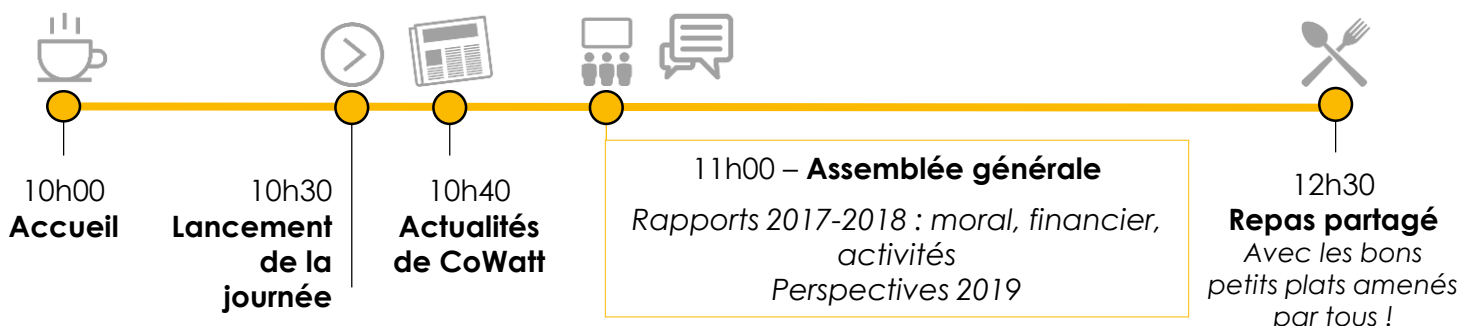 10h00
Accueil
10h30
Lancement
de la
journée
10h40
Actualités
de CoWatt
11h00 – Assemblée générale
Rapports 2017-2018 : moral, financier,
activités
Perspectives 2019
12h30
Repas partagé
Avec les bons
petits plats amenés
par tous !